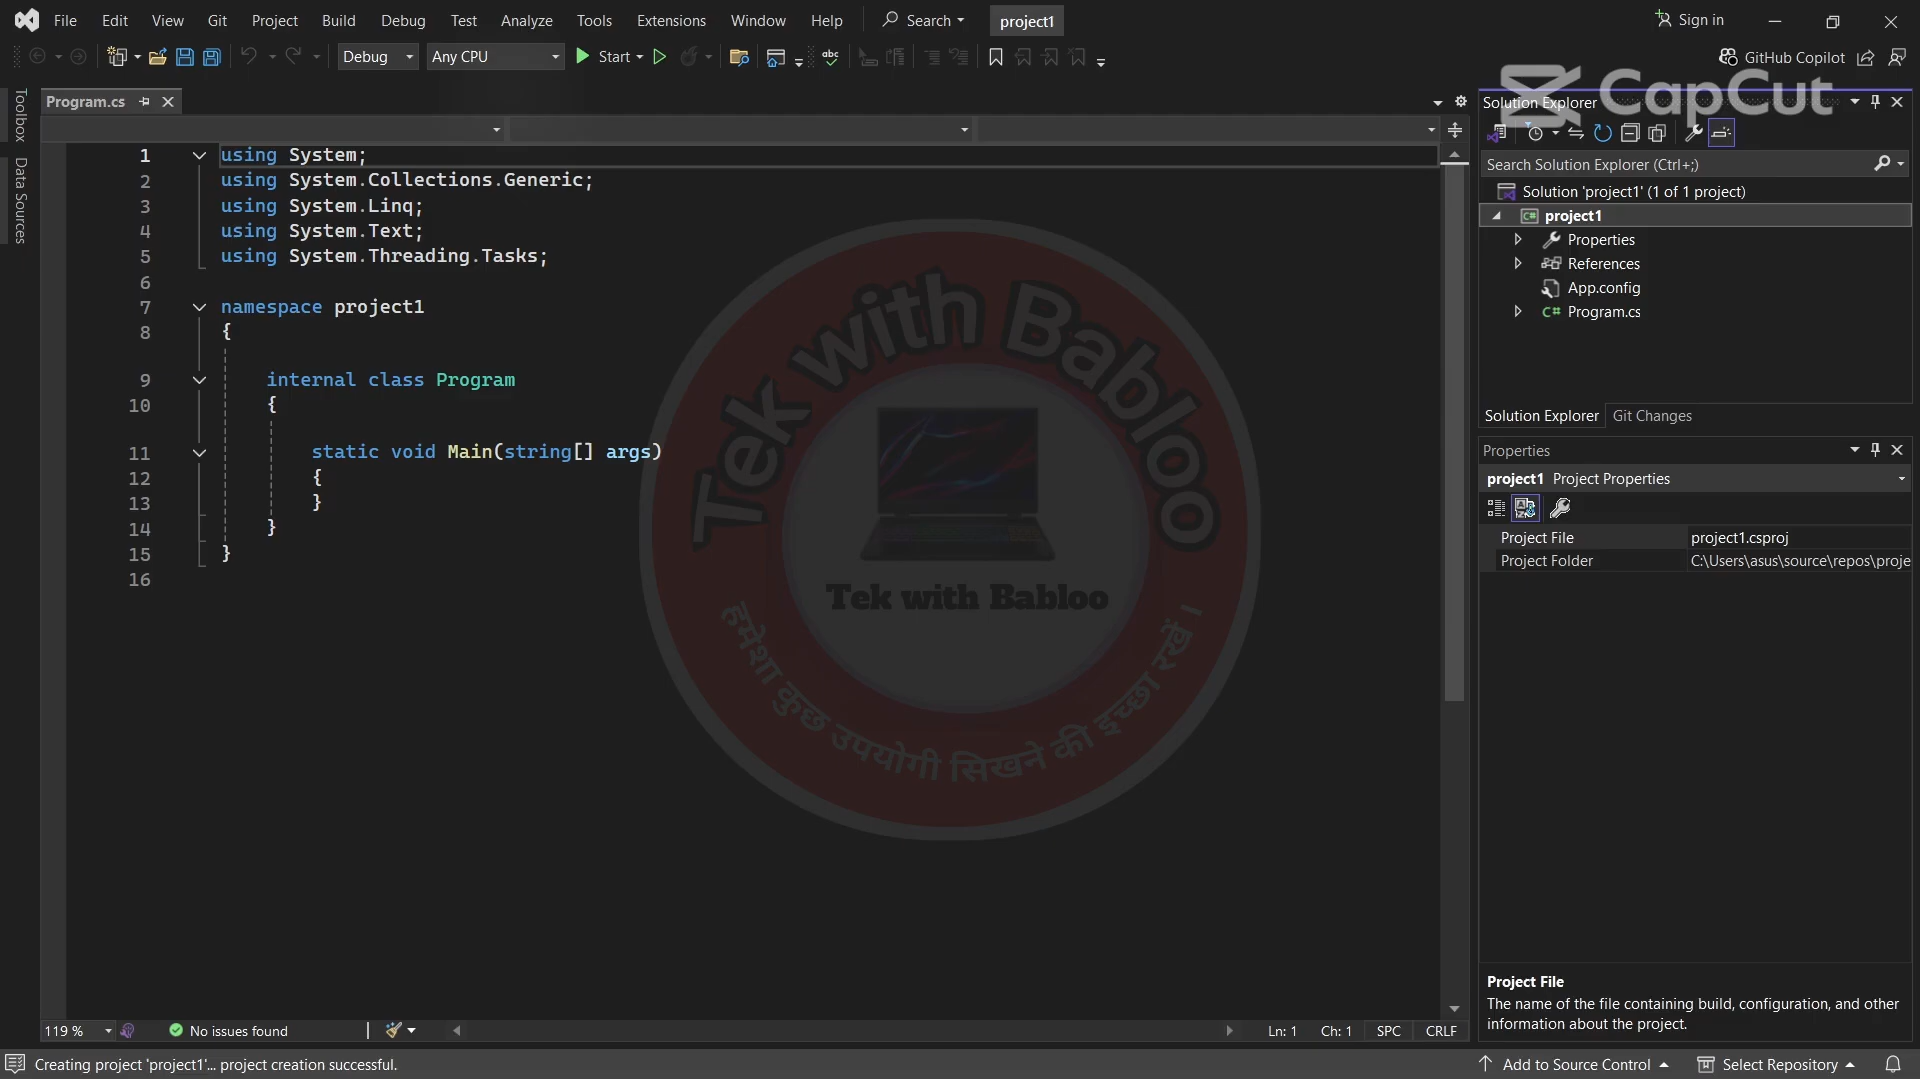 File Edit View Git Project Build Debug Test Analyze Tools Extensions Window Help Search project1 Sign in
Debug Any CPU Start abc GitHub Copilot
CapCut
Toolbox
Data Sources
Program.cs
Solution Explorer
Search Solution Explorer (Ctrl+;)
Solution 'project1' (1 of 1 project)
C# project1
Properties
References
App.config
C# Program.cs
Solution Explorer Git Changes
1 using System;
2 using System.Collections.Generic;
3 using System.Linq;
4 using System.Text;
5 using System.Threading.Tasks;
6
7 namespace project1
8 {
9 internal class Program
10 {
11 static void Main(string[] args)
12 {
13 }
14 }
15 }
16
Tek with Babloo
Tek with Babloo
हमेशा कुछ उपयोगी सिखने की इच्छा रखें।
Properties
project1 Project Properties
Project File project1.csproj
Project Folder C:\Users\asus\source\repos\proje
Project File
The name of the file containing build, configuration, and other
information about the project.
119 % No issues found Ln: 1 Ch: 1 SPC CRLF
Creating project 'project1'... project creation successful. Add to Source Control Select Repository